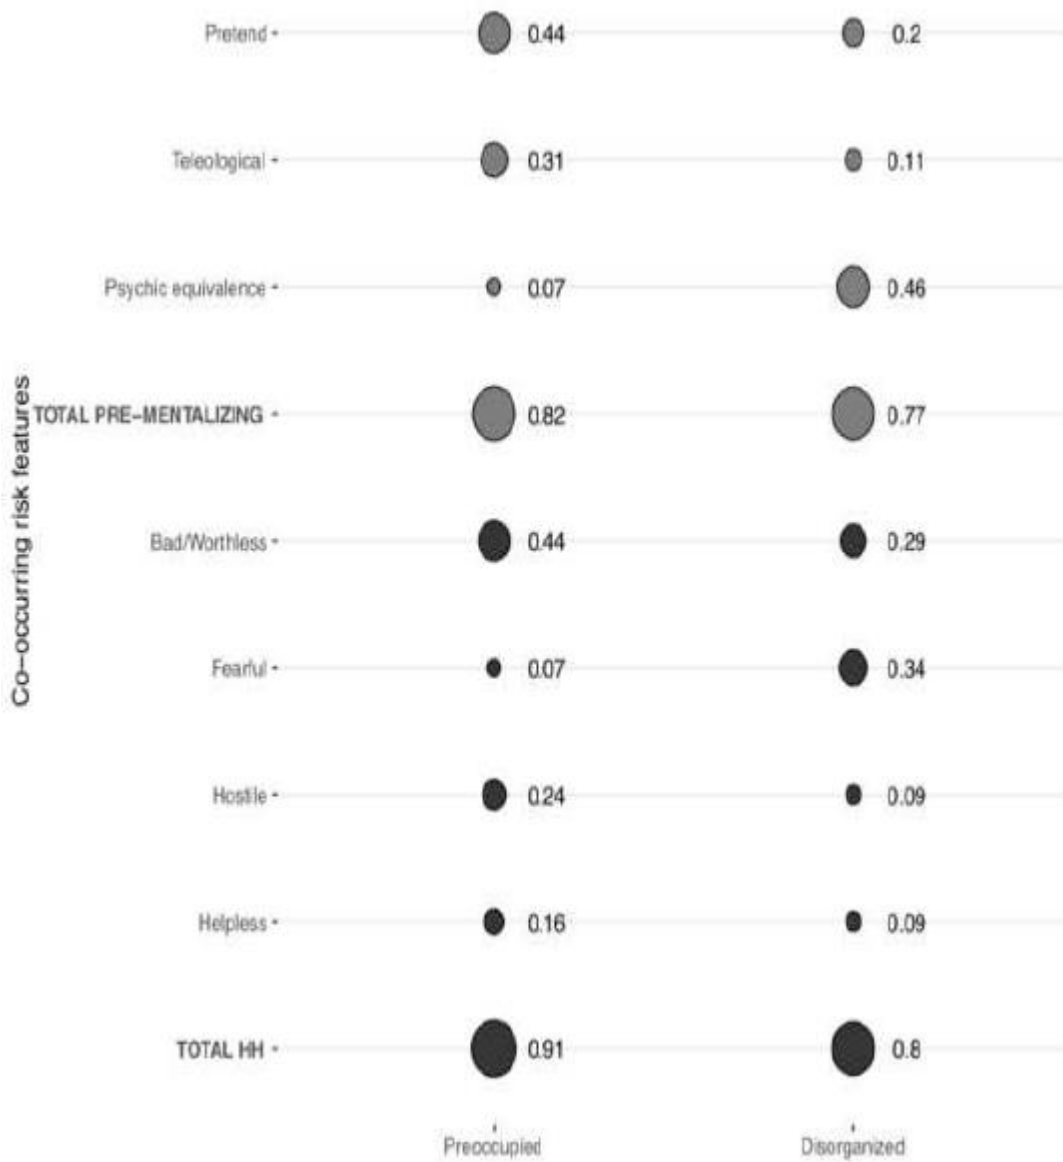 Pretend 0.44 0.2
Teleological 0.31 0.11
Psychic equivalence 0.07 0.46
TOTAL PRE-MENTALIZING 0.82 0.77
Bad/Worthless 0.44 0.29
Fearful 0.07 0.34
Hostile 0.24 0.09
Helpless 0.16 0.09
TOTAL HH 0.91 0.8
Co-occurring risk features
Preoccupied Disorganized